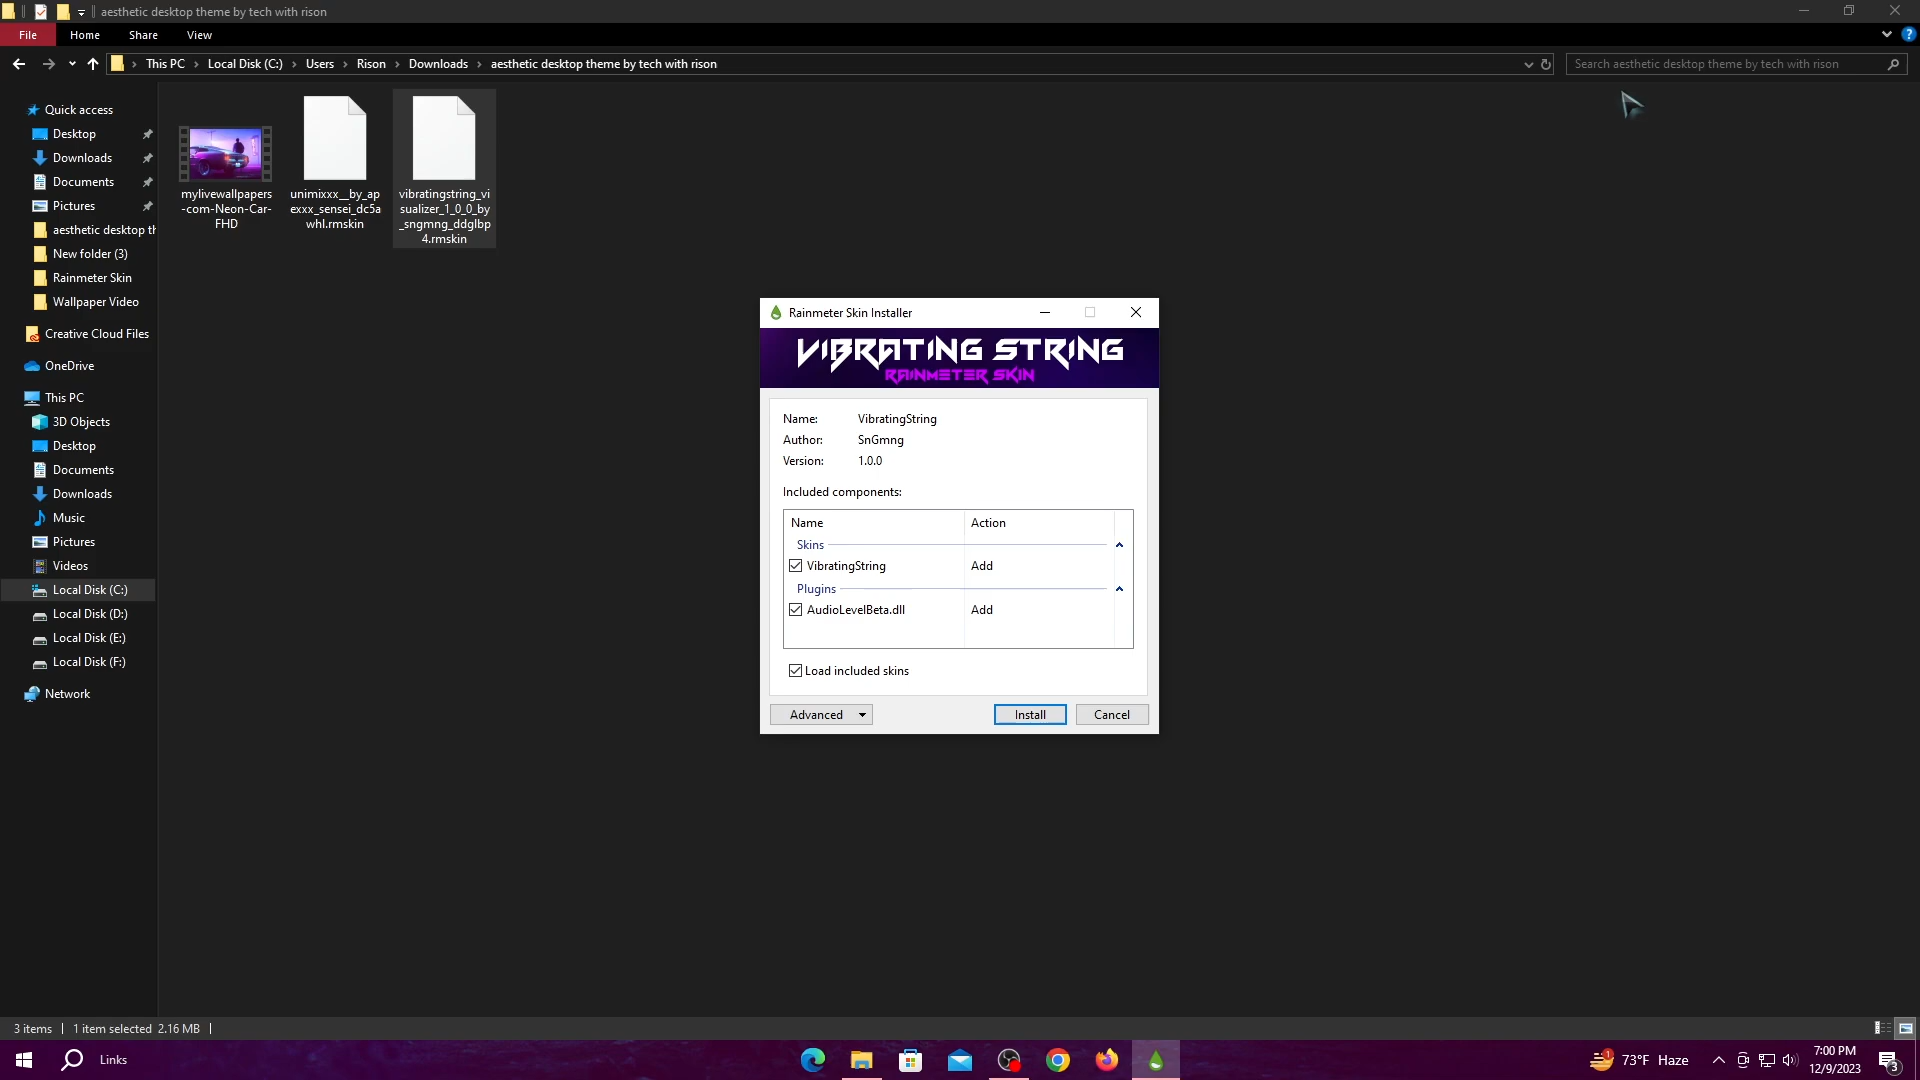 aesthetic desktop theme by tech with rison
File
Home
Share
View
This PC
Local Disk (C:)
Users
Rison
Downloads
aesthetic desktop theme by tech with rison
Search aesthetic desktop theme by tech with rison
Quick access
Desktop
Downloads
Documents
Pictures
aesthetic desktop th
New folder (3)
Rainmeter Skin
Wallpaper Video
Creative Cloud Files
OneDrive
This PC
3D Objects
Desktop
Documents
Downloads
Music
Pictures
Videos
Local Disk (C:)
Local Disk (D:)
Local Disk (E:)
Local Disk (F:)
Network
mylivewallpapers
-com-Neon-Car-
FHD
unimixxx__by_ap
exxx_sensei_dc5a
whl.rmskin
vibratingstring_vi
sualizer_1_0_0_by
_sngmng_ddglbp
4.rmskin
Rainmeter Skin Installer
VIBRATING STRING
RAINMETER SKIN
Name: VibratingString
Author: SnGmng
Version: 1.0.0
Included components:
Name Action
Skins
VibratingString Add
Plugins
AudioLevelBeta.dll Add
Load included skins
Advanced
Install
Cancel
3 items
1 item selected 2.16 MB
Links
1
73°F Haze
7:00 PM
12/9/2023
3